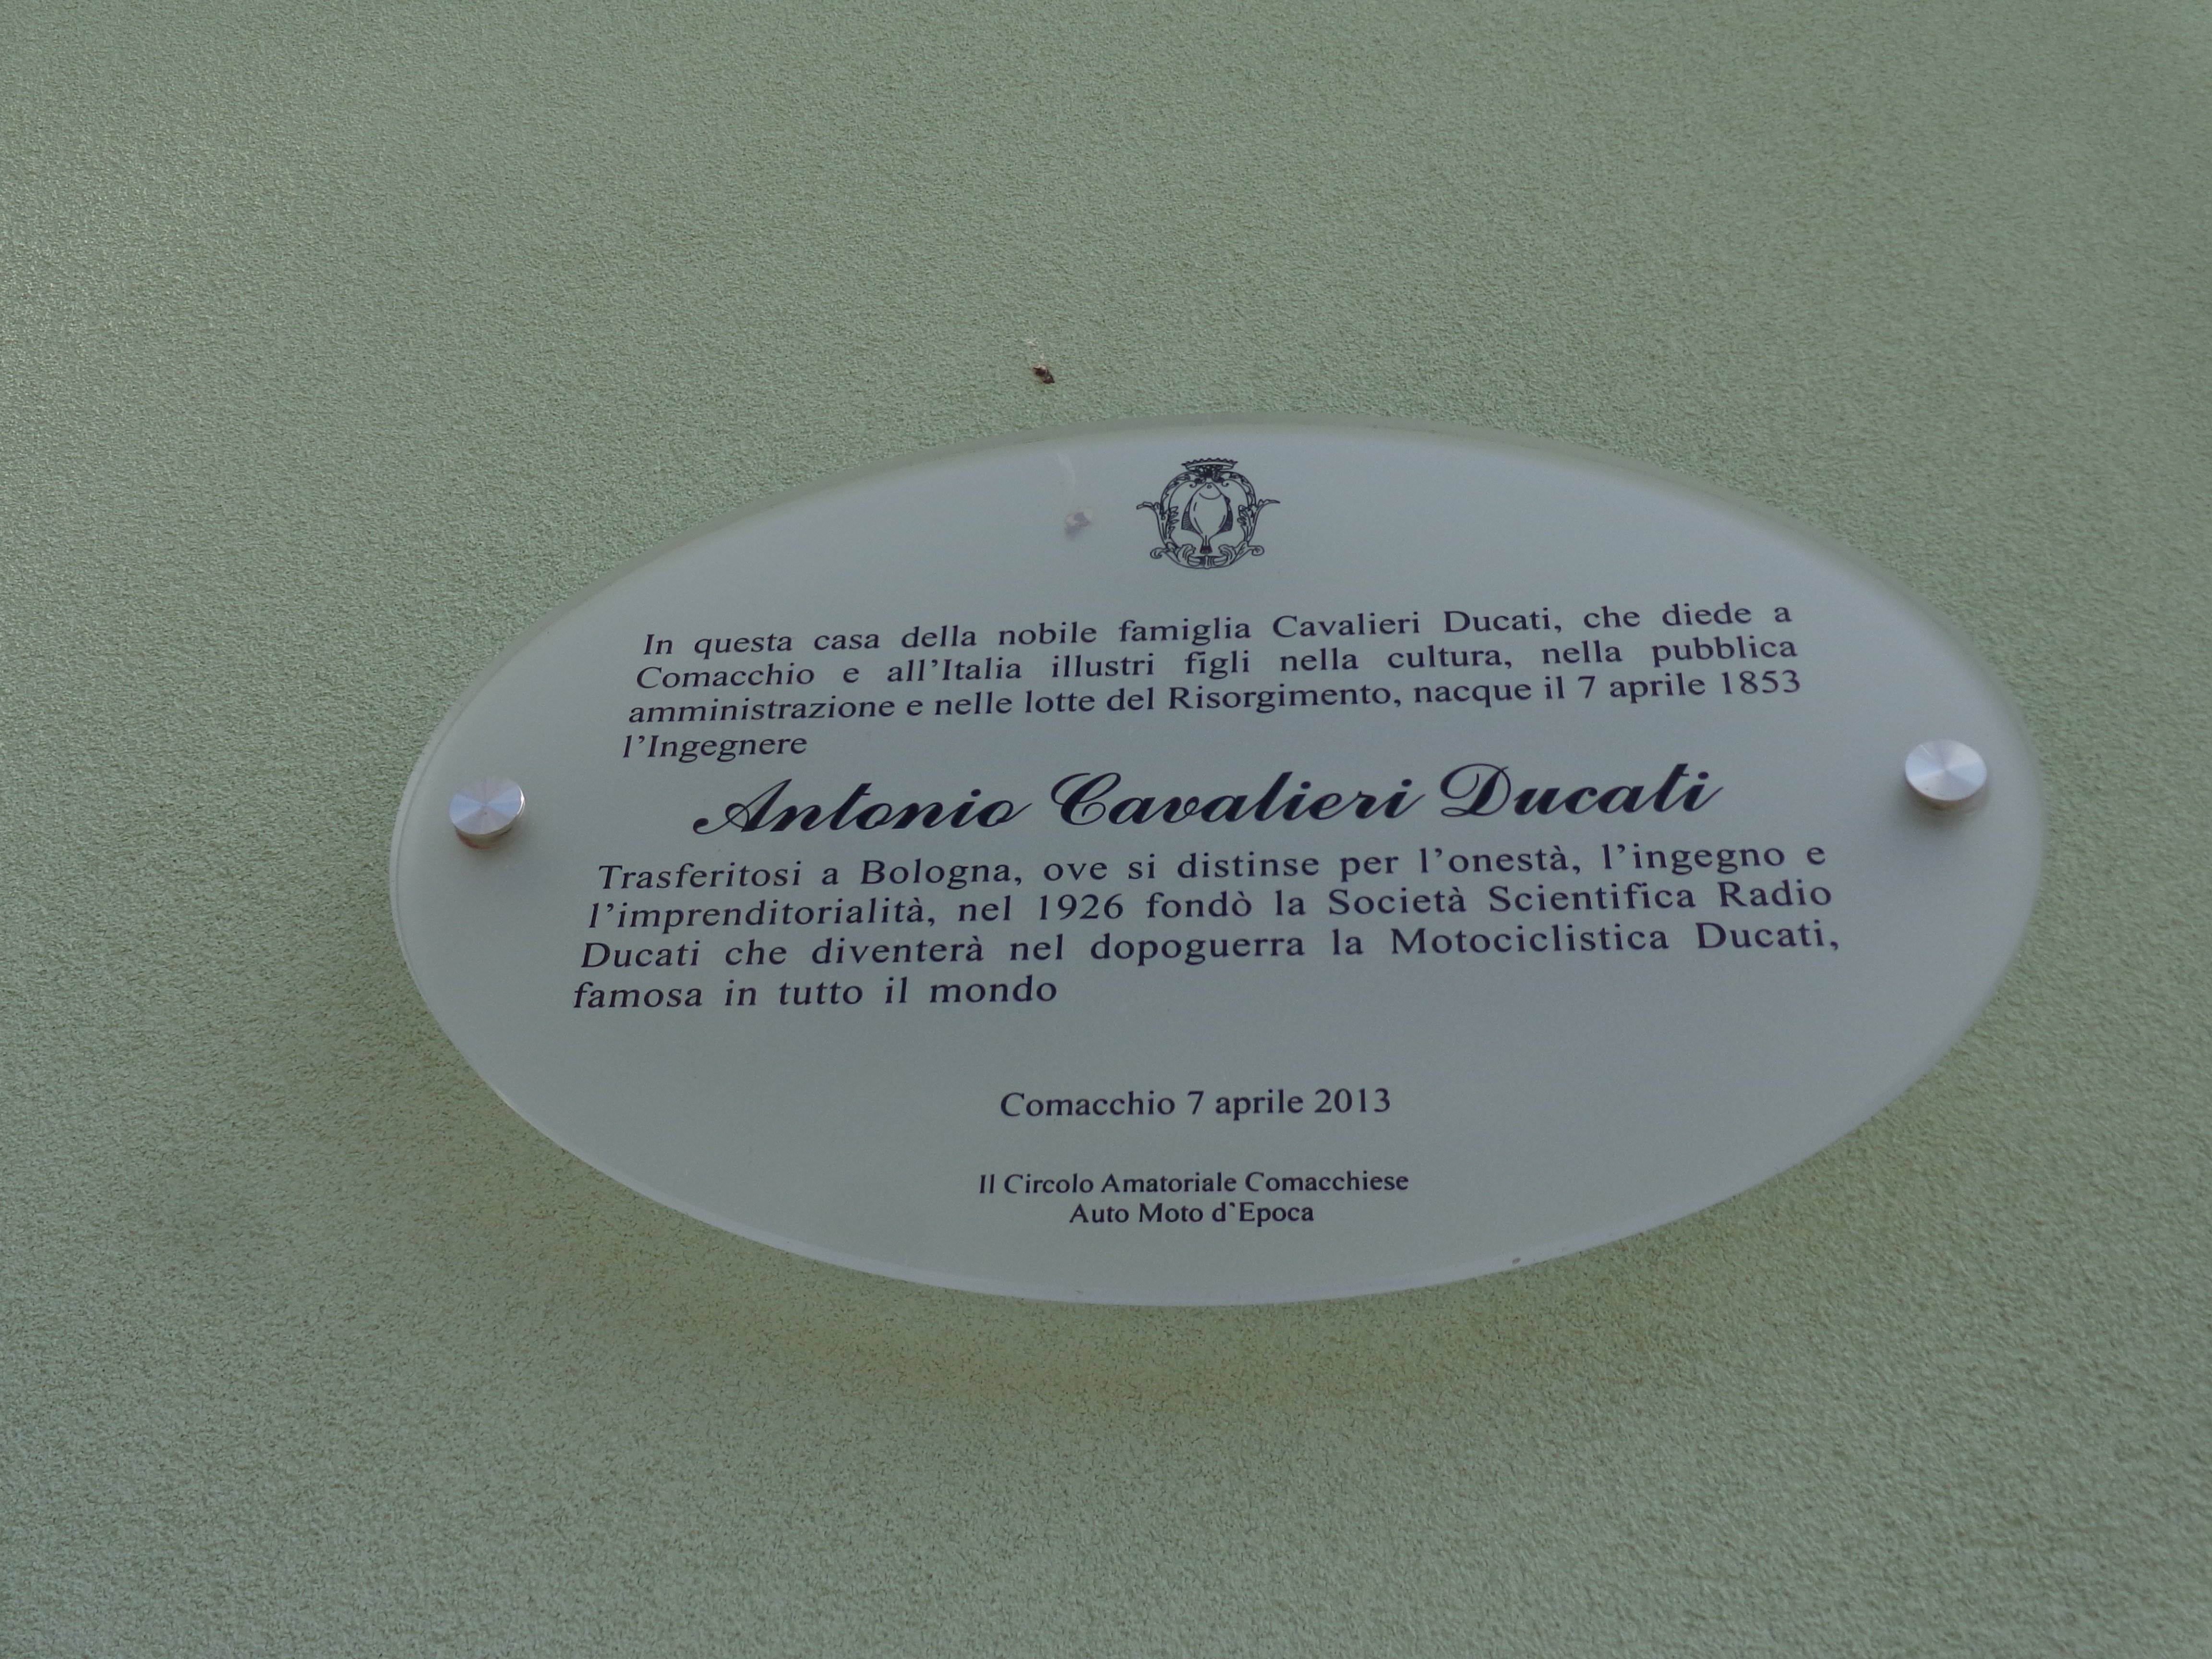 In questa casa della nobile famiglia Cavalieri Ducati, che diede a
Comacchio e all'Italia illustri figli nella cultura, nella pubblica
amministrazione e nelle lotte del Risorgimento, nacque il 7 aprile 1853
l'Ingegnere
Antonio Cavalieri Ducati
Trasferitosi a Bologna, ove si distinse per l'onestà, l'ingegno e
l'imprenditorialità, nel 1926 fondò la Società Scientifica Radio
Ducati che diventerà nel dopoguerra la Motociclistica Ducati,
famosa in tutto il mondo
Comacchio 7 aprile 2013
Il Circolo Amatoriale Comacchiese
Auto Moto d`Epoca